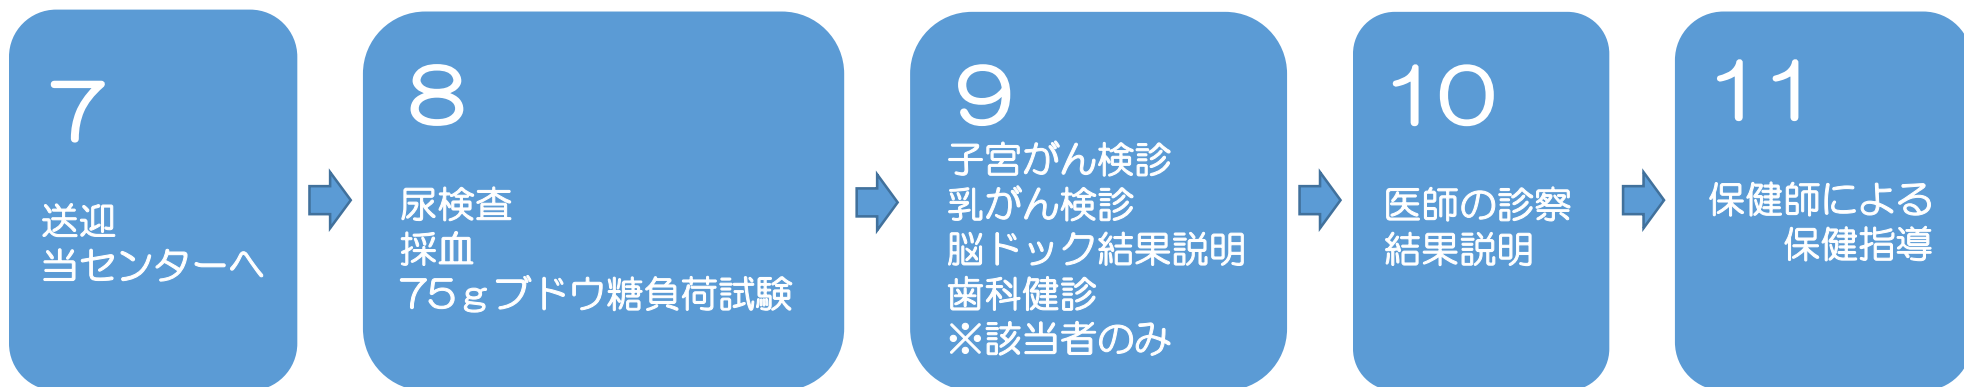 7
送迎
当センターへ
8
尿検査
採血
75gブドウ糖負荷試験
9
子宮がん検診
乳がん検診
脳ドック結果説明
歯科健診
※該当者のみ
10
医師の診察
結果説明
11
保健師による
保健指導